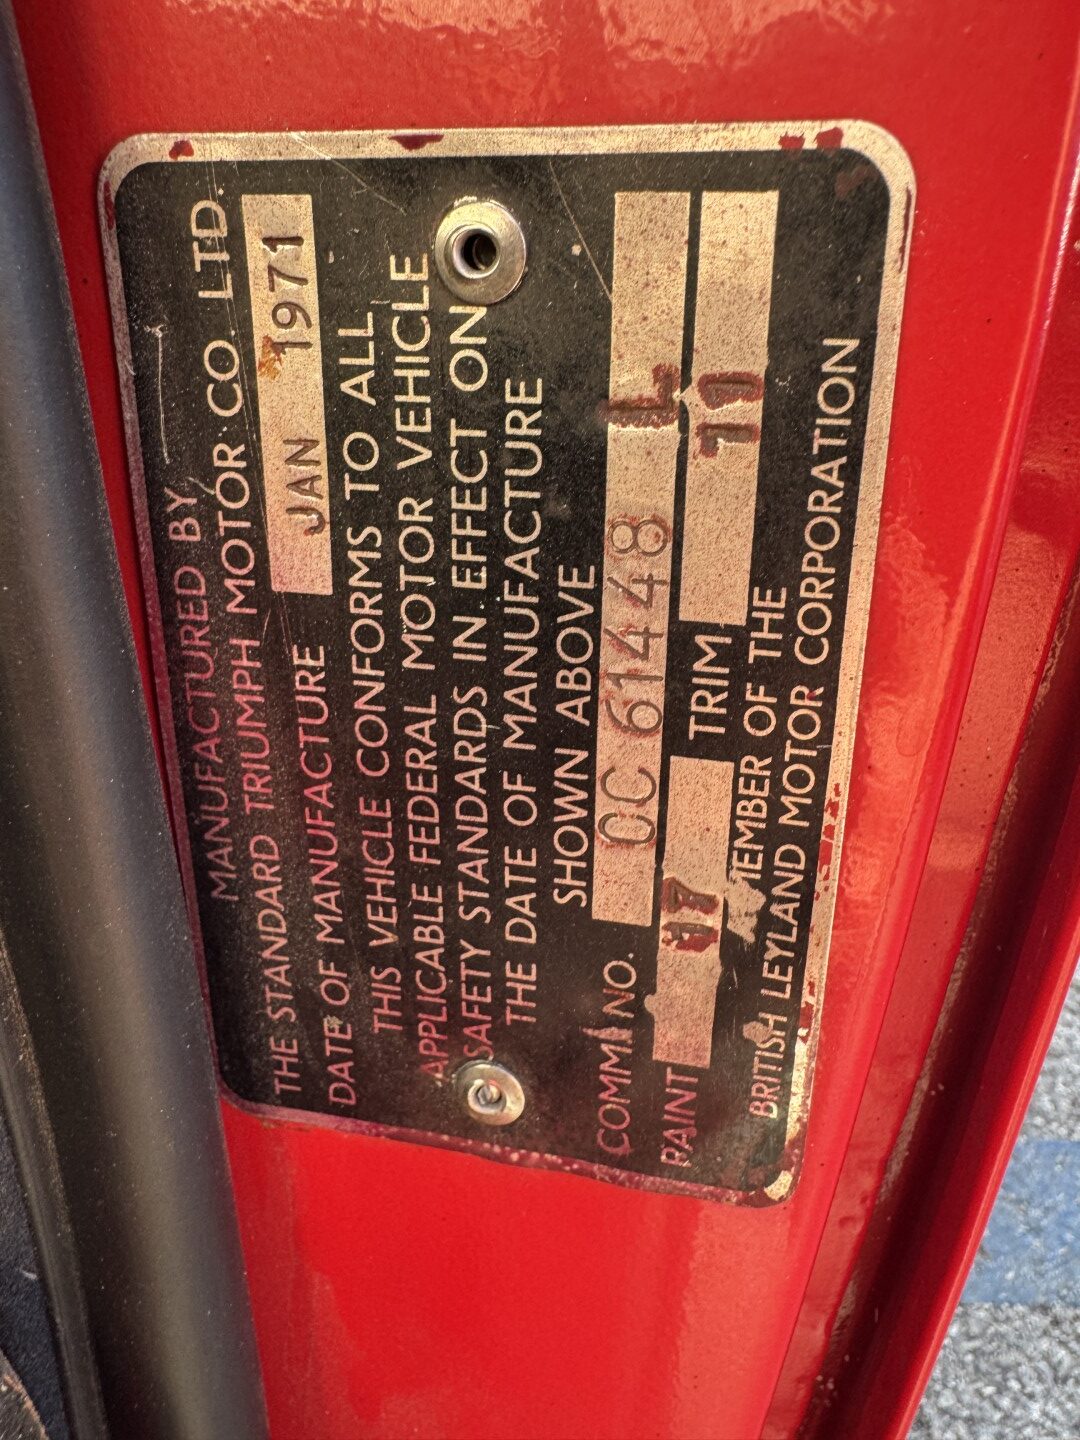 MANUFACTURED BY
THE STANDARD TRIUMPH MOTOR CO. LTD.
DATE OF MANUFACTURE JAN 1971
THIS VEHICLE CONFORMS TO ALL
APPLICABLE FEDERAL MOTOR VEHICLE
SAFETY STANDARDS IN EFFECT ON
THE DATE OF MANUFACTURE
SHOWN ABOVE
COMM. NO. CC 61448 L
PAINT 17 TRIM 11
MEMBER OF THE
BRITISH LEYLAND MOTOR CORPORATION